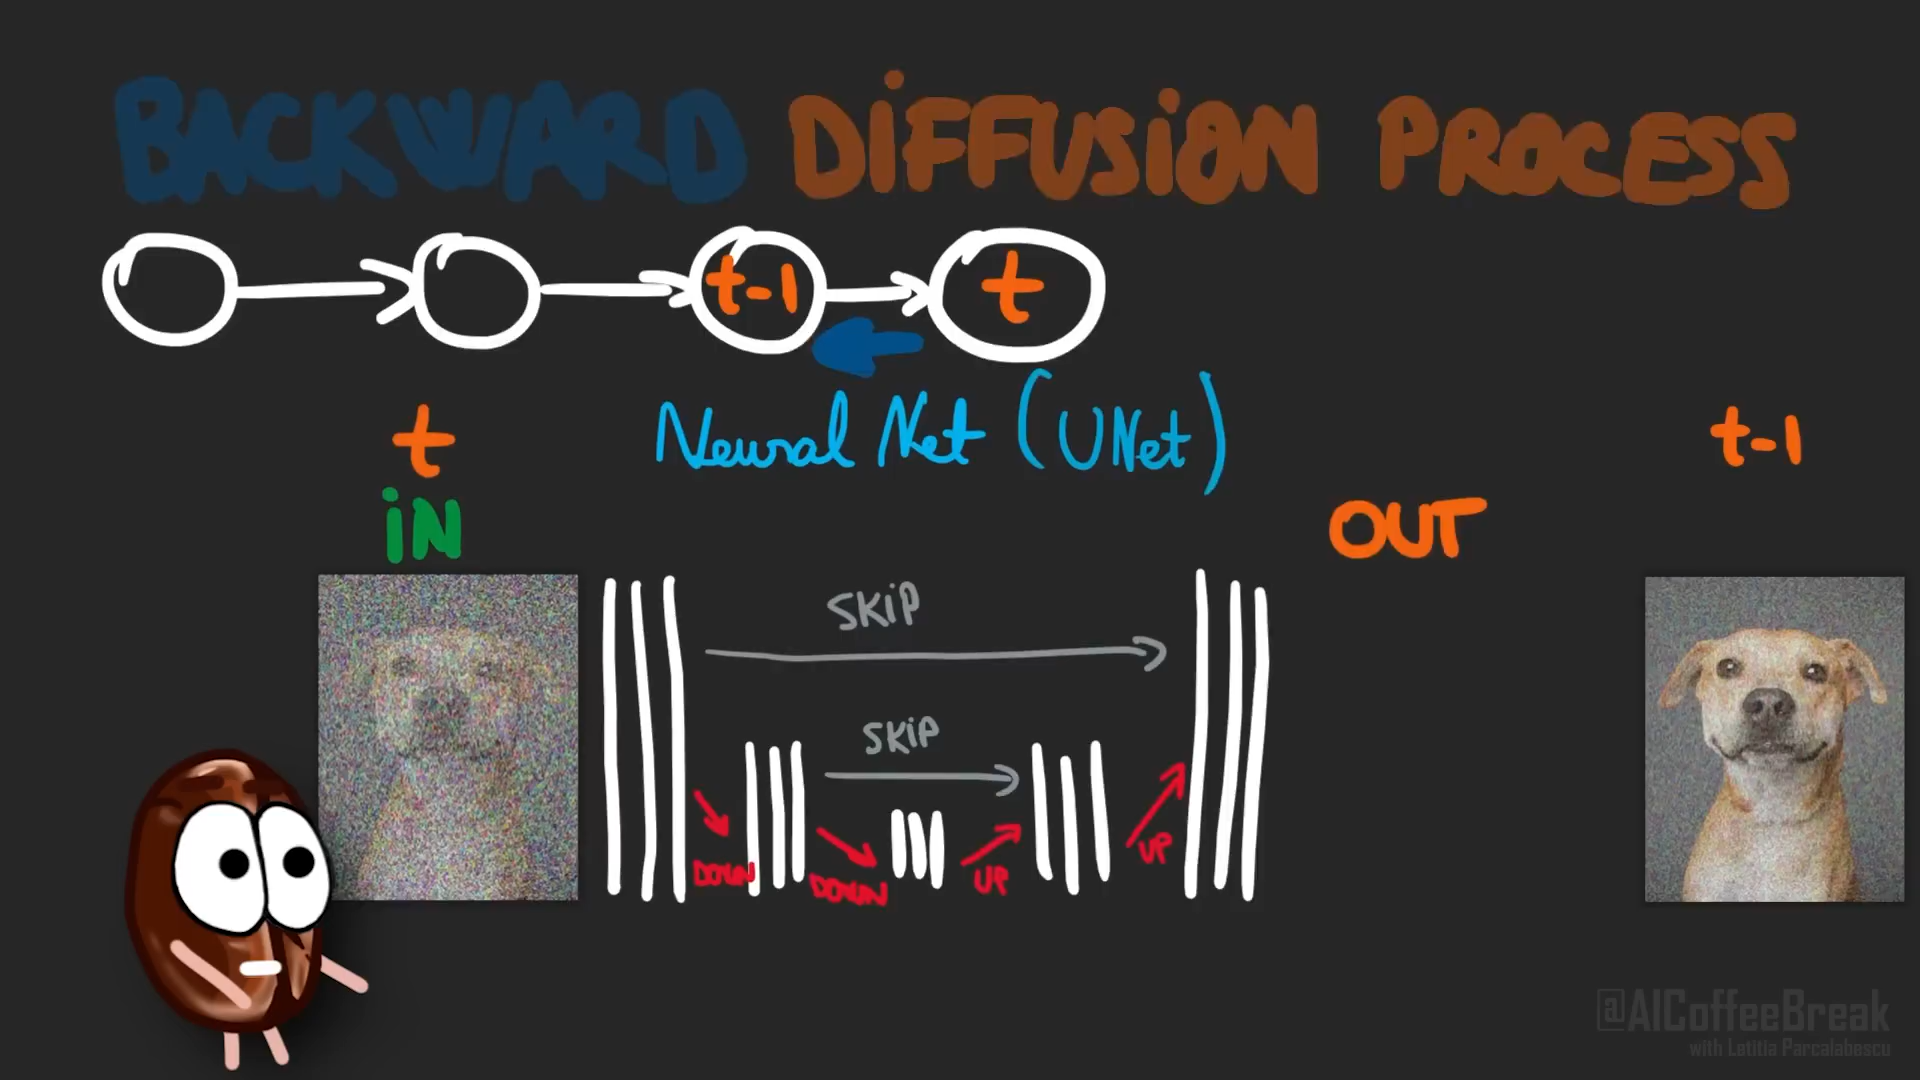 BACKWARD DIFFUSION PROCESS
t-1 t
t Neural Net (UNet) t-1
iN OUT
SKIP
SKIP
DOWN DOWN UP UP
@AICoffeeBreak
with Letitia Parcalabescu